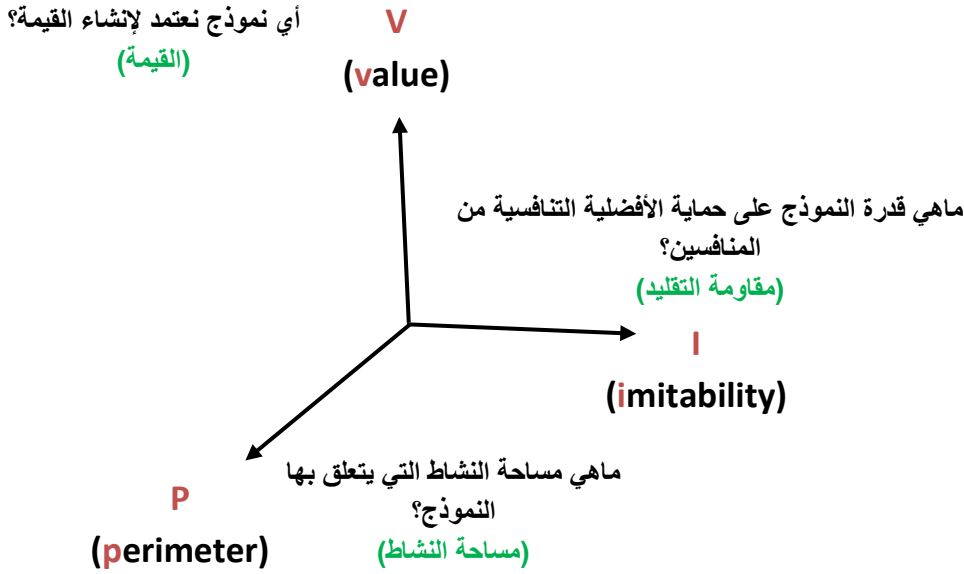 أي نموذج نعتمد لإنشاء القيمة؟
(القيمة)
V
(value)
ماهي قدرة النموذج على حماية الأفضلية التنافسية من
المنافسين؟
(مقاومة التقليد)
I
(imitability)
ماهي مساحة النشاط التي يتعلق بها
النموذج؟
(مساحة النشاط)
P
(perimeter)